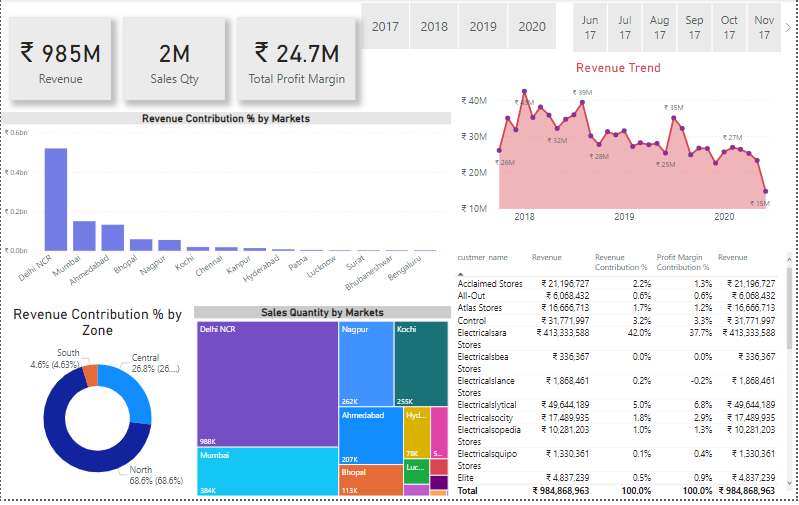 ₹ 985M
Revenue
2M
Sales Qty
₹ 24.7M
Total Profit Margin
2017
2018
2019
2020
Jun 17
Jul 17
Aug 17
Sep 17
Oct 17
Nov 17
Revenue Contribution % by Markets
₹ 0.6bn
₹ 0.4bn
₹ 0.2bn
₹ 0.0bn
Delhi NCR
Mumbai
Ahmedabad
Bhopal
Nagpur
Kochi
Chennai
Kanpur
Hyderabad
Patna
Lucknow
Surat
Bhubaneshwar
Bengaluru
Revenue Trend
₹ 40M
₹ 30M
₹ 20M
₹ 10M
₹ 26M
₹ 43M
₹ 32M
₹ 39M
₹ 28M
₹ 25M
₹ 35M
₹ 27M
₹ 15M
2018
2019
2020
Revenue Contribution % by
Zone
South
4.6% (4.63%)
Central
26.8% (26....)
North
68.6% (68.6%)
Sales Quantity by Markets
Delhi NCR
988K
Mumbai
384K
Nagpur
262K
Kochi
255K
Ahmedabad
207K
Bhopal
113K
Hyd...
78K
Luc...
S...
custmer_name Revenue Revenue Contribution % Profit Margin Contribution % Revenue
Acclaimed Stores ₹ 21,196,727 2.2% 1.3% ₹ 21,196,727
All-Out ₹ 6,068,432 0.6% 0.6% ₹ 6,068,432
Atlas Stores ₹ 16,666,713 1.7% 1.2% ₹ 16,666,713
Control ₹ 31,771,997 3.2% 3.3% ₹ 31,771,997
Electricalsara Stores ₹ 413,333,588 42.0% 37.7% ₹ 413,333,588
Electricalsbea Stores ₹ 336,367 0.0% 0.0% ₹ 336,367
Electricalslance Stores ₹ 1,868,461 0.2% -0.2% ₹ 1,868,461
Electricalslytical ₹ 49,644,189 5.0% 6.8% ₹ 49,644,189
Electricalsocity ₹ 17,489,935 1.8% 2.9% ₹ 17,489,935
Electricalsopedia Stores ₹ 10,281,203 1.0% 1.3% ₹ 10,281,203
Electricalsquipo Stores ₹ 1,330,361 0.1% 0.4% ₹ 1,330,361
Elite ₹ 4,837,239 0.5% 0.9% ₹ 4,837,239
Total ₹ 984,868,963 100.0% 100.0% ₹ 984,868,963